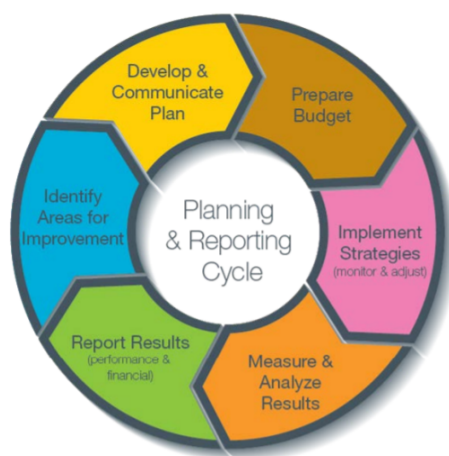 Planning
& Reporting
Cycle
Develop &
Communicate
Plan
Prepare
Budget
Implement
Strategies
(monitor & adjust)
Measure &
Analyze
Results
Report Results
(performance &
financial)
Identify
Areas for
Improvement